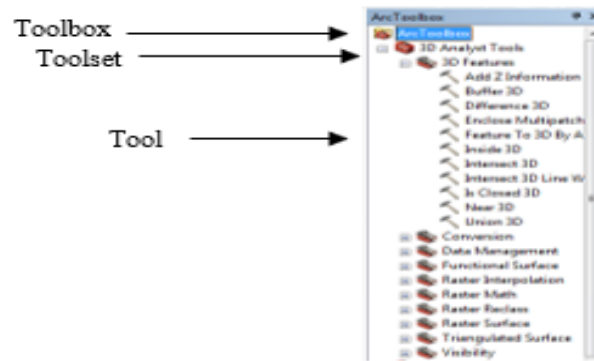 ArcToolbox
Toolbox
ArcToolbox
Toolset
3D Analyst Tools
3D Features
Add Z Information
Buffer 3D
Difference 3D
Enclose Multipatch
Feature To 3D By A
Tool
Inside 3D
Intersect 3D
Intersect 3D Line W
Is Closed 3D
Near 3D
Union 3D
Conversion
Data Management
Functional Surface
Raster Interpolation
Raster Math
Raster Reclass
Raster Surface
Triangulated Surface
Visibility